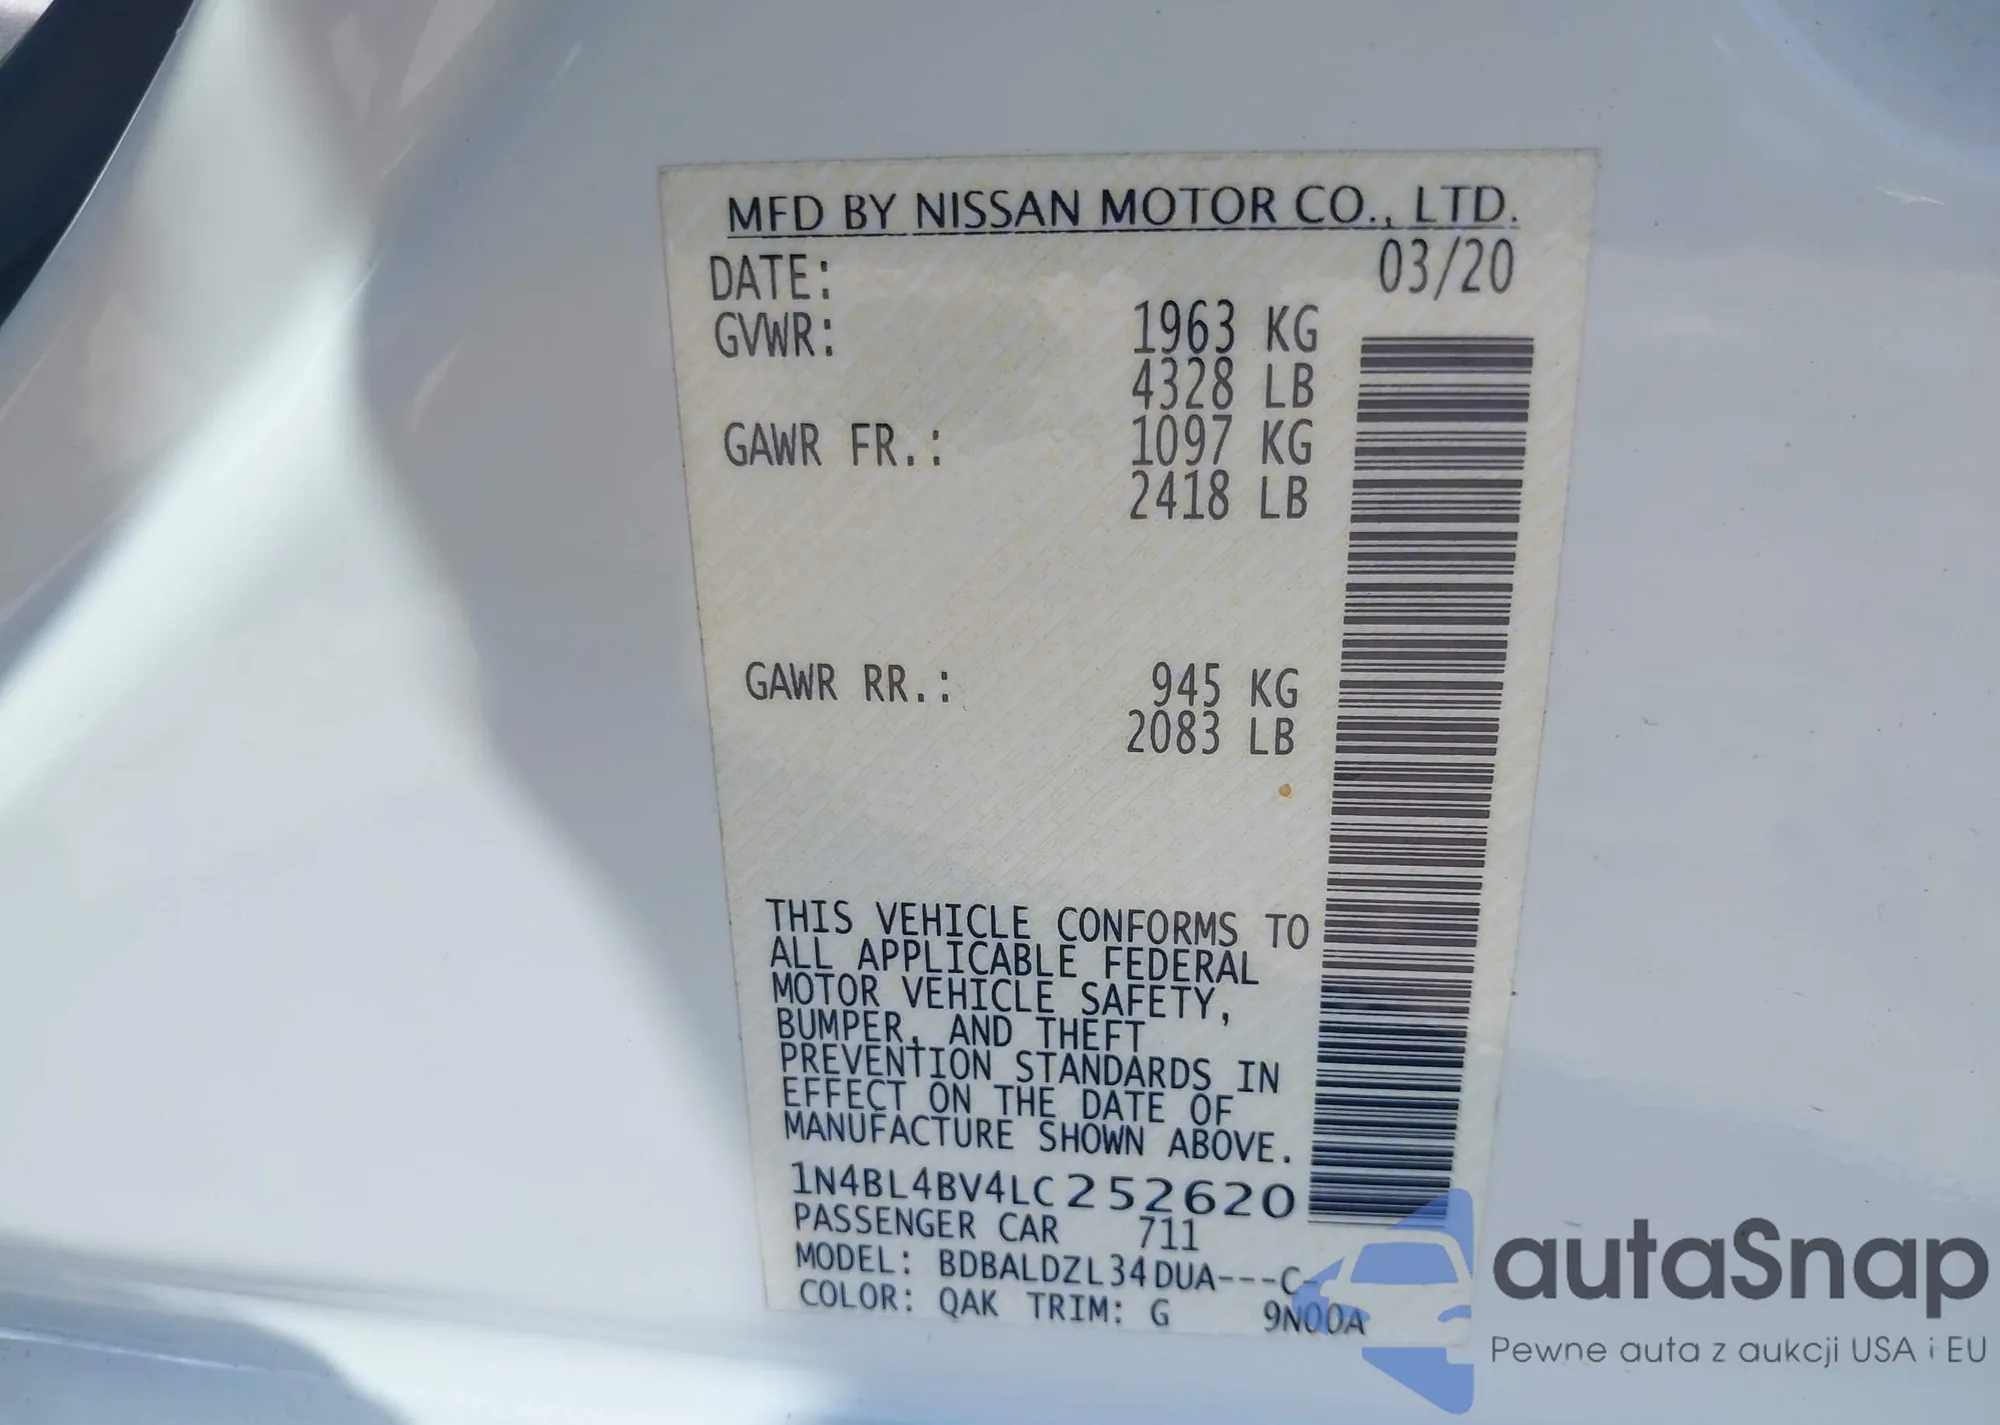 MFD BY NISSAN MOTOR CO., LTD.
DATE: 03/20
GVWR: 1963 KG
4328 LB
GAWR FR.: 1097 KG
2418 LB
GAWR RR.: 945 KG
2083 LB
THIS VEHICLE CONFORMS TO
ALL APPLICABLE FEDERAL
MOTOR VEHICLE SAFETY,
BUMPER, AND THEFT
PREVENTION STANDARDS IN
EFFECT ON THE DATE OF
MANUFACTURE SHOWN ABOVE.
1N4BL4BV4LC252620
PASSENGER CAR 711
MODEL: BDBALDZL34DUA---C-
COLOR: QAK TRIM: G 9N00A
autaSnap
Pewne auta z aukcji USA i EU